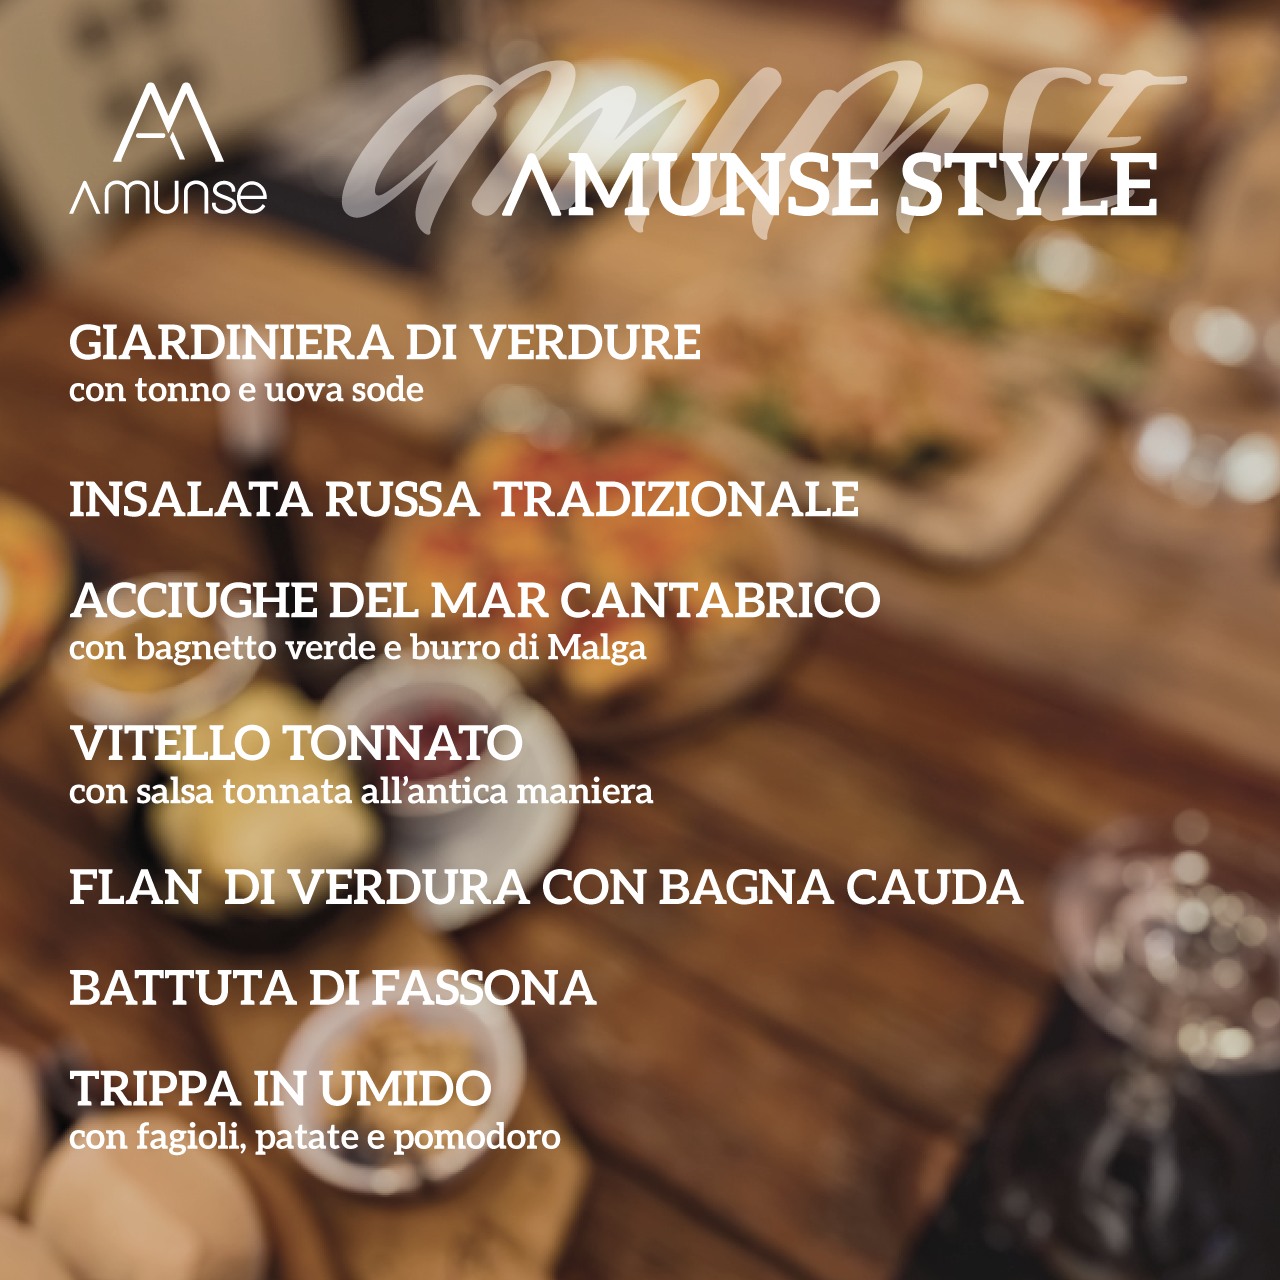 AMUNSE
AMUNSE
AMUNSE STYLE
GIARDINIERA DI VERDURE
con tonno e uova sode
INSALATA RUSSA TRADIZIONALE
ACCIUGHE DEL MAR CANTABRICO
con bagnetto verde e burro di Malga
VITELLO TONNATO
con salsa tonnata all’antica maniera
FLAN DI VERDURA CON BAGNA CAUDA
BATTUTA DI FASSONA
TRIPPA IN UMIDO
con fagioli, patate e pomodoro